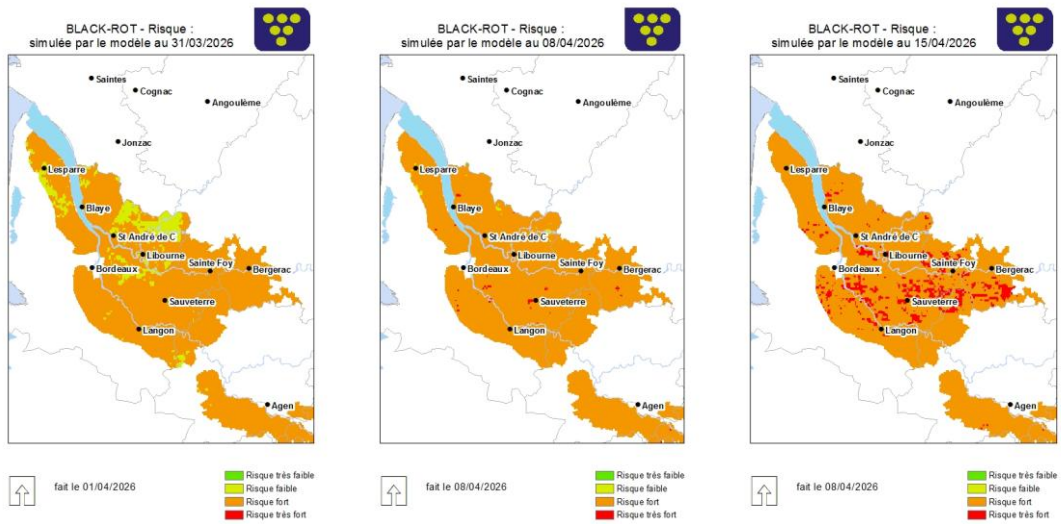 BLACK-ROT - Risque :
simulée par le modèle au 31/03/2026
Saintes
Cognac
Angoulême
Jonzac
Lesparre
Blaye
St André de C
Libourne
Sainte Foy
Bordeaux
Bergerac
Sauveterre
Langon
Agen
fait le 01/04/2026
Risque très faible
Risque faible
Risque fort
Risque très fort
BLACK-ROT - Risque :
simulée par le modèle au 08/04/2026
Saintes
Cognac
Angoulême
Jonzac
Lesparre
Blaye
St André de C
Libourne
Sainte Foy
Bordeaux
Bergerac
Sauveterre
Langon
Agen
fait le 08/04/2026
Risque très faible
Risque faible
Risque fort
Risque très fort
BLACK-ROT - Risque :
simulée par le modèle au 15/04/2026
Saintes
Cognac
Angoulême
Jonzac
Lesparre
Blaye
St André de C
Libourne
Sainte Foy
Bordeaux
Bergerac
Sauveterre
Langon
Agen
fait le 08/04/2026
Risque très faible
Risque faible
Risque fort
Risque très fort